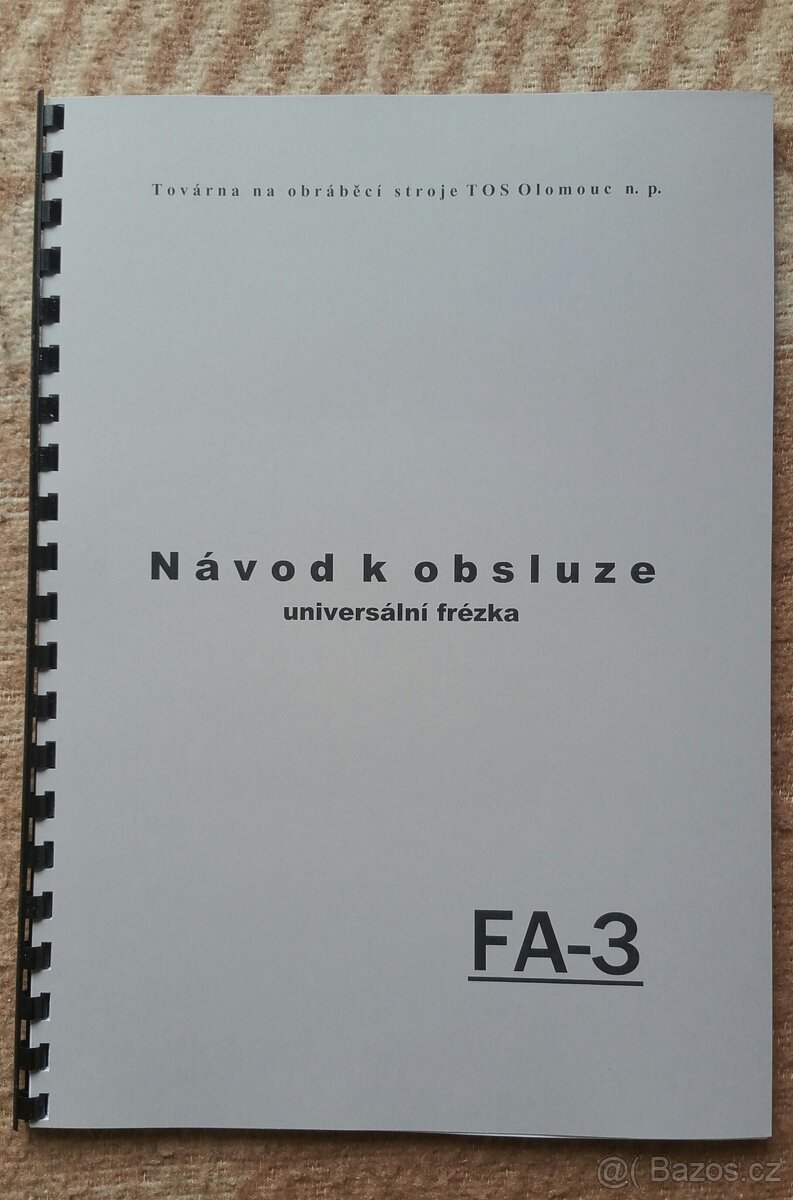 Továrna na obráběcí stroje TOS Olomouc n. p.
Návod k obsluze
universální frézka
FA-3
@( Bazos.cz